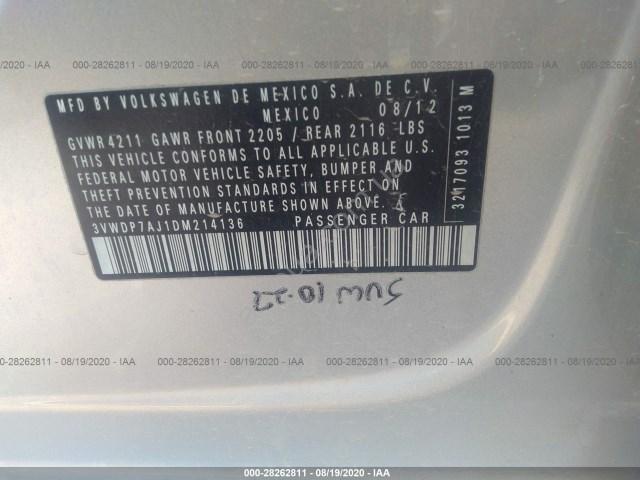 00-28262811 - 08/19/2020 - IAA
MFD BY VOLKSWAGEN DE MEXICO S.A. DE C.V.
MEXICO 08/12
GVWR 4211 GAWR FRONT 2205 / REAR 2116 LBS
THIS VEHICLE CONFORMS TO ALL APPLICABLE U.S.
FEDERAL MOTOR VEHICLE SAFETY, BUMPER AND
THEFT PREVENTION STANDARDS IN EFFECT ON
THE DATE OF MANUFACTURE SHOWN ABOVE.
3VWDP7AJ1DM214136 PASSENGER CAR
3217093 1013 M
00-28262811 - 08/19/2020 - IAA
00-28262811 - 08/19/2020 - IAA